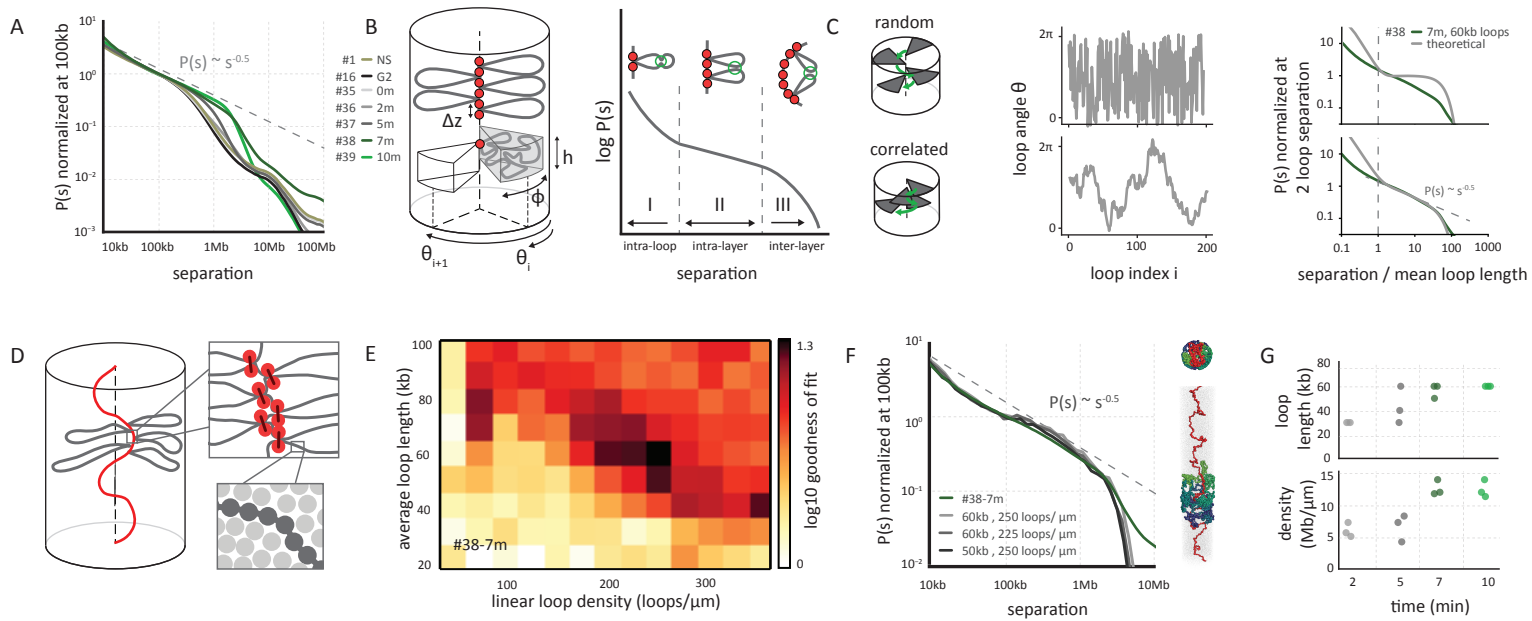 A
P(s) normalized at 100kb
10¹
10⁰
10⁻¹
10⁻²
10⁻³
P(s) ~ s⁻⁰·⁵
#1 NS
#16 G2
#35 0m
#36 2m
#37 5m
#38 7m
#39 10m
10kb 100kb 1Mb 10Mb 100Mb
separation
B
Δz
h
ϕ
θᵢ₊₁
θᵢ
log P(s)
I II III
intra-loop intra-layer inter-layer
separation
C
random
correlated
loop angle θ
2π
0
2π
0
0 100 200
loop index i
P(s) normalized at
2 loop separation
#38 7m, 60kb loops
theoretical
10
1
0.1
10
1
0.1
P(s) ~ s⁻⁰·⁵
0.1 1 10 100 1000
separation / mean loop length
D
E
average loop length (kb)
100
80
60
40
20
#38-7m
100 200 300
linear loop density (loops/μm)
1.3
0
log10 goodness of fit
F
P(s) normalized at 100kb
10¹
10⁰
10⁻¹
10⁻²
P(s) ~ s⁻⁰·⁵
#38-7m
60kb , 250 loops/ μm
60kb , 225 loops/ μm
50kb , 250 loops/ μm
10kb 100kb 1Mb 10Mb
separation
G
loop
length (kb)
80
60
40
20
0
density
(Mb/μm)
15
10
5
0
2 5 7 10
time (min)